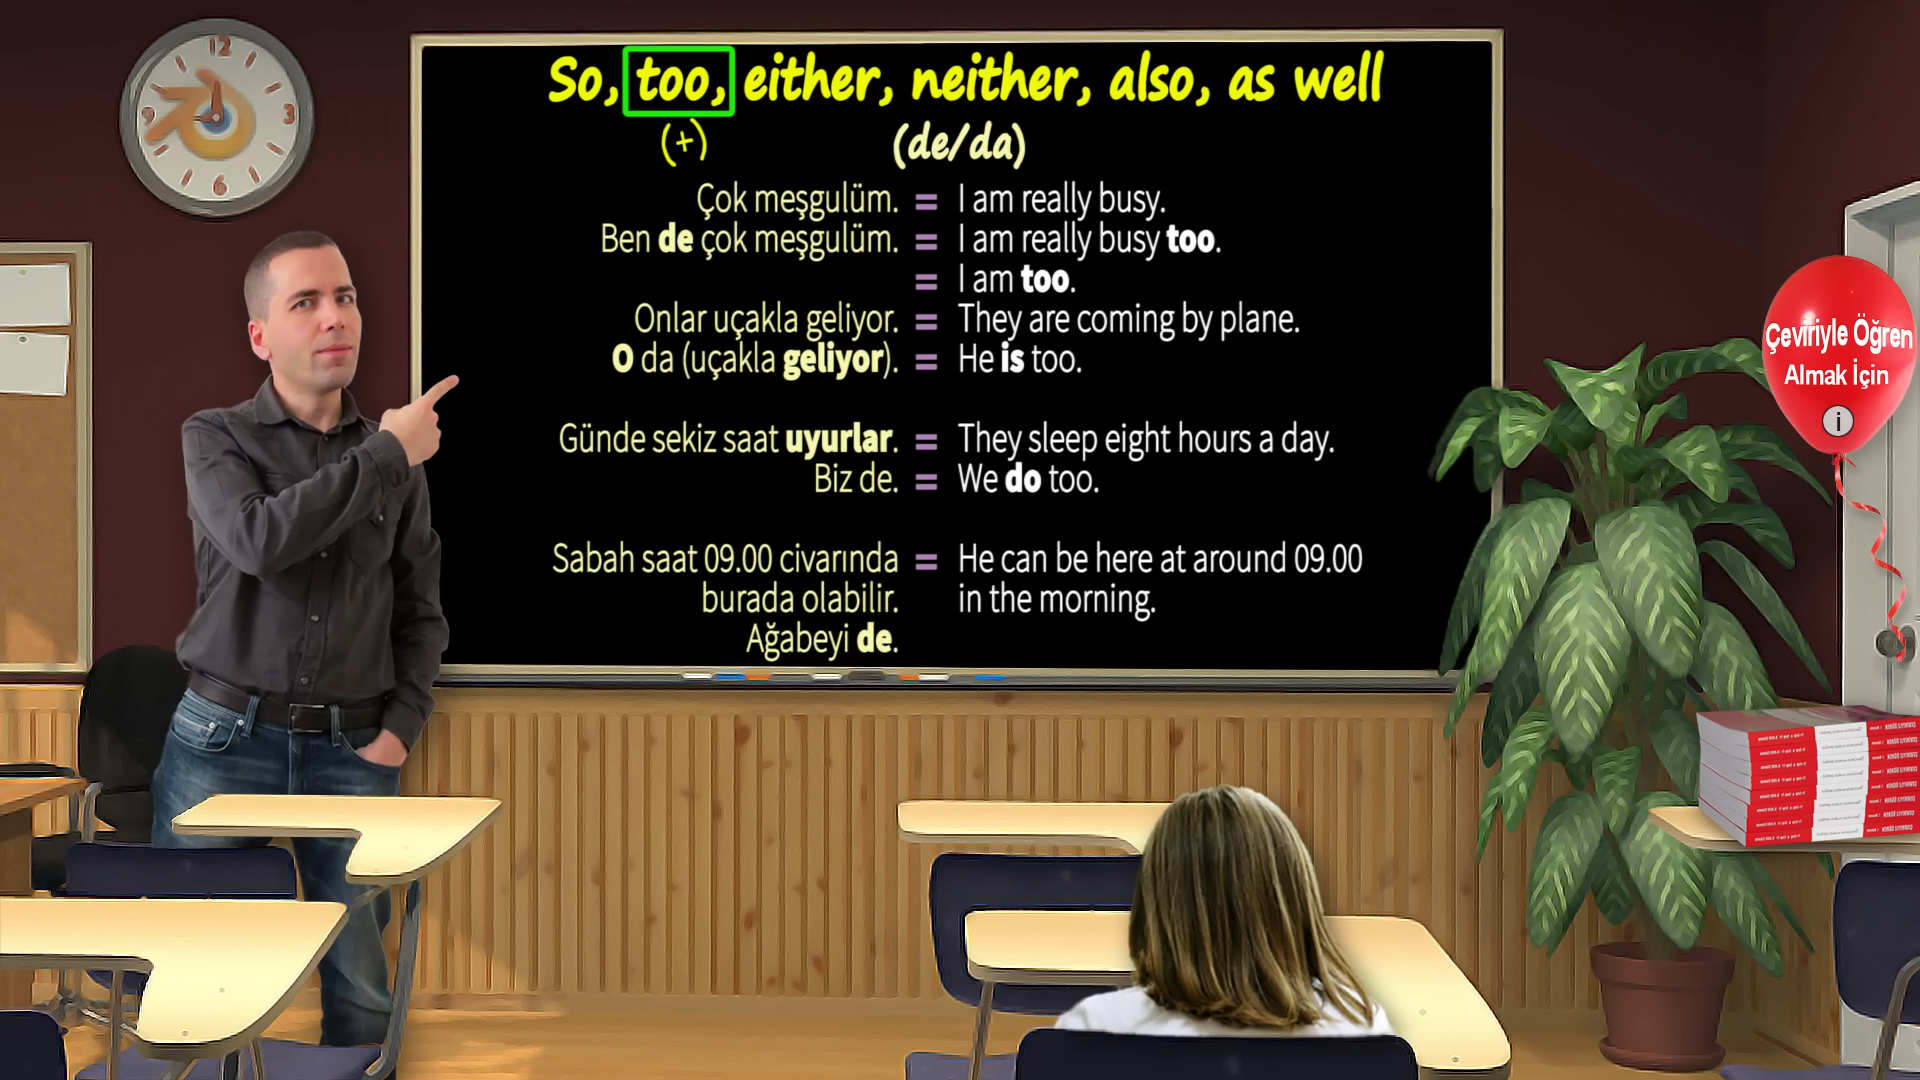 So, too, either, neither, also, as well
(+) (de/da)
Çok meşgulüm. = I am really busy.
Ben de çok meşgulüm. = I am really busy too.
= I am too.
Onlar uçakla geliyor. = They are coming by plane.
O da (uçakla geliyor). = He is too.
Günde sekiz saat uyurlar. = They sleep eight hours a day.
Biz de. = We do too.
Sabah saat 09.00 civarında = He can be here at around 09.00
burada olabilir. in the morning.
Ağabeyi de.
12
3
6
9
Çeviriyle Öğren
Almak İçin
i